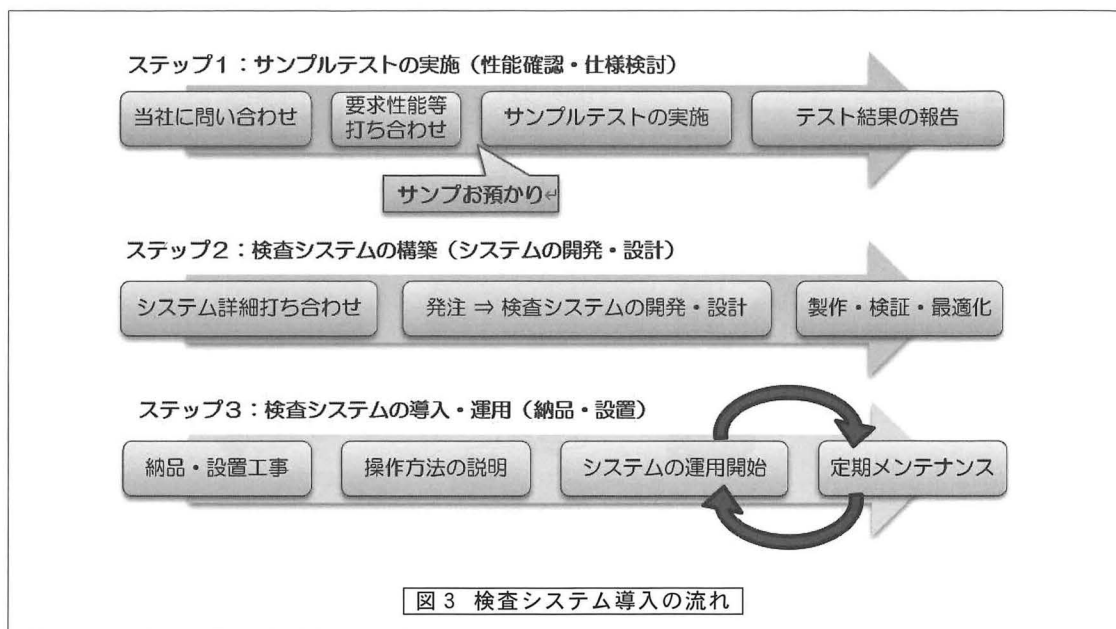 ステップ1：サンプルテストの実施（性能確認・仕様検討）
当社に問い合わせ
要求性能等
打ち合わせ
サンプルテストの実施
テスト結果の報告
サンプお預かり↵
ステップ2：検査システムの構築（システムの開発・設計）
システム詳細打ち合わせ
発注 ⇒ 検査システムの開発・設計
製作・検証・最適化
ステップ3：検査システムの導入・運用（納品・設置）
納品・設置工事
操作方法の説明
システムの運用開始
定期メンテナンス
図3 検査システム導入の流れ